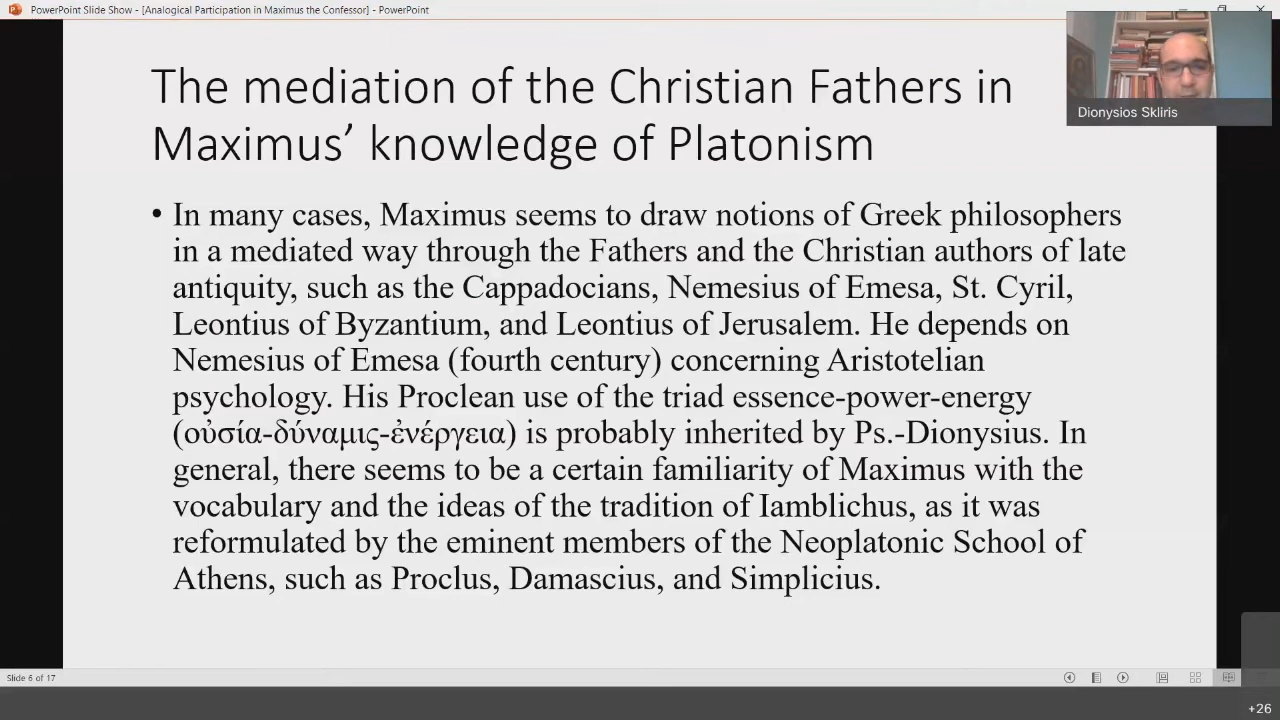 PowerPoint Slide Show - [Analogical Participation in Maximus the Confessor] - PowerPoint
Dionysios Skliris
The mediation of the Christian Fathers in
Maximus’ knowledge of Platonism
• In many cases, Maximus seems to draw notions of Greek philosophers
in a mediated way through the Fathers and the Christian authors of late
antiquity, such as the Cappadocians, Nemesius of Emesa, St. Cyril,
Leontius of Byzantium, and Leontius of Jerusalem. He depends on
Nemesius of Emesa (fourth century) concerning Aristotelian
psychology. His Proclean use of the triad essence-power-energy
(οὐσία-δύναμις-ἐνέργεια) is probably inherited by Ps.-Dionysius. In
general, there seems to be a certain familiarity of Maximus with the
vocabulary and the ideas of the tradition of Iamblichus, as it was
reformulated by the eminent members of the Neoplatonic School of
Athens, such as Proclus, Damascius, and Simplicius.
Slide 6 of 17
+26